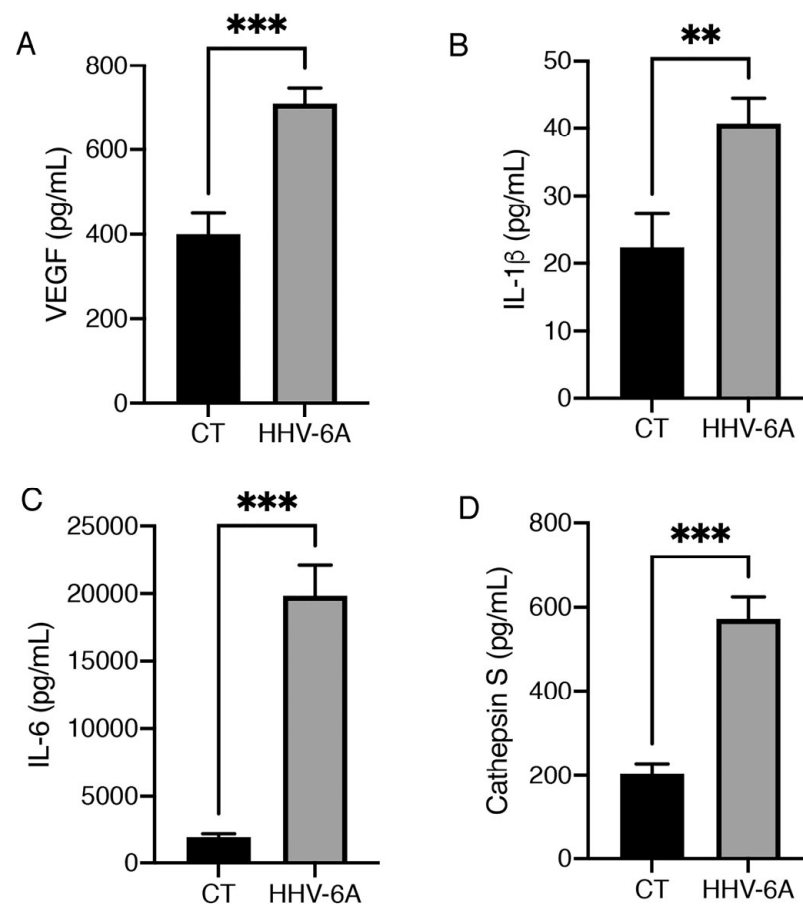 A
***
VEGF (pg/mL)
800
600
400
200
0
CT HHV-6A
B
**
IL-1β (pg/mL)
50
40
30
20
10
0
CT HHV-6A
C
***
IL-6 (pg/mL)
25000
20000
15000
10000
5000
0
CT HHV-6A
D
***
Cathepsin S (pg/mL)
800
600
400
200
0
CT HHV-6A